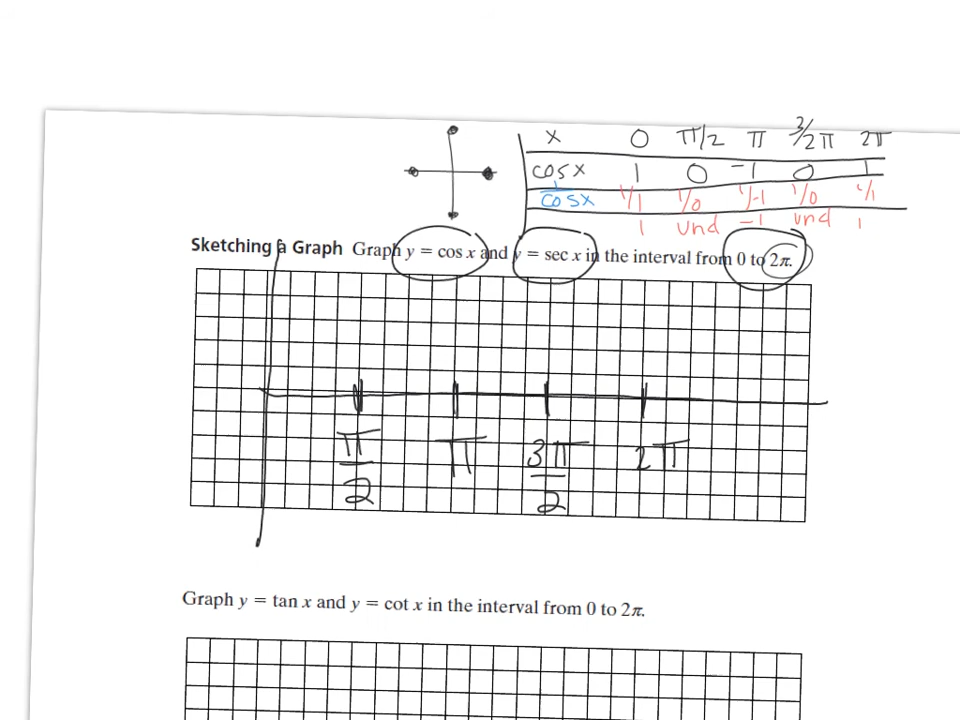 x 0 π/2 π 3/2 π 2π
cos x 1 0 -1 0 1
1/cosx 1/1 1/0 1/-1 1/0 1/1
1 und -1 und 1
Sketching a Graph Graph y = cos x and y = sec x in the interval from 0 to 2π.
π/2 π 3π/2 2π
Graph y = tan x and y = cot x in the interval from 0 to 2π.